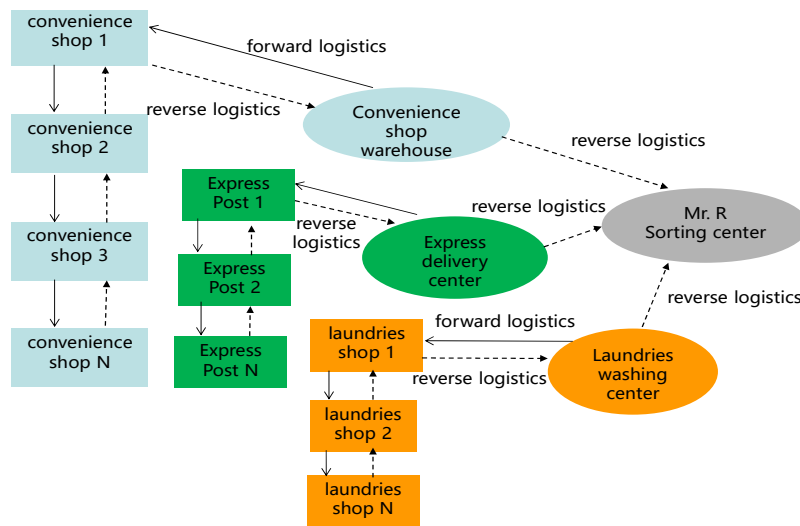 convenience
shop 1
forward logistics
reverse logistics
Convenience
shop
warehouse
convenience
shop 2
reverse logistics
Express
Post 1
reverse logistics
Mr. R
Sorting center
reverse
logistics
Express
delivery
center
convenience
shop 3
Express
Post 2
reverse logistics
forward logistics
laundries
shop 1
convenience
shop N
Express
Post N
reverse logistics
Laundries
washing
center
laundries
shop 2
laundries
shop N